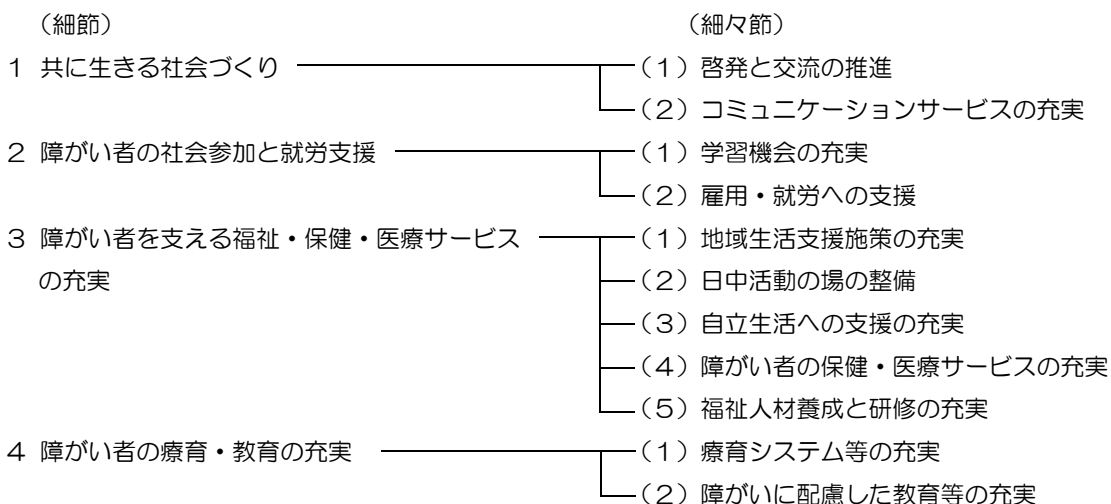 （細節） （細々節）
１ 共に生きる社会づくり （１）啓発と交流の推進
（２）コミュニケーションサービスの充実
２ 障がい者の社会参加と就労支援 （１）学習機会の充実
（２）雇用・就労への支援
３ 障がい者を支える福祉・保健・医療サービス （１）地域生活支援施策の充実
の充実 （２）日中活動の場の整備
（３）自立生活への支援の充実
（４）障がい者の保健・医療サービスの充実
（５）福祉人材養成と研修の充実
４ 障がい者の療育・教育の充実 （１）療育システム等の充実
（２）障がいに配慮した教育等の充実